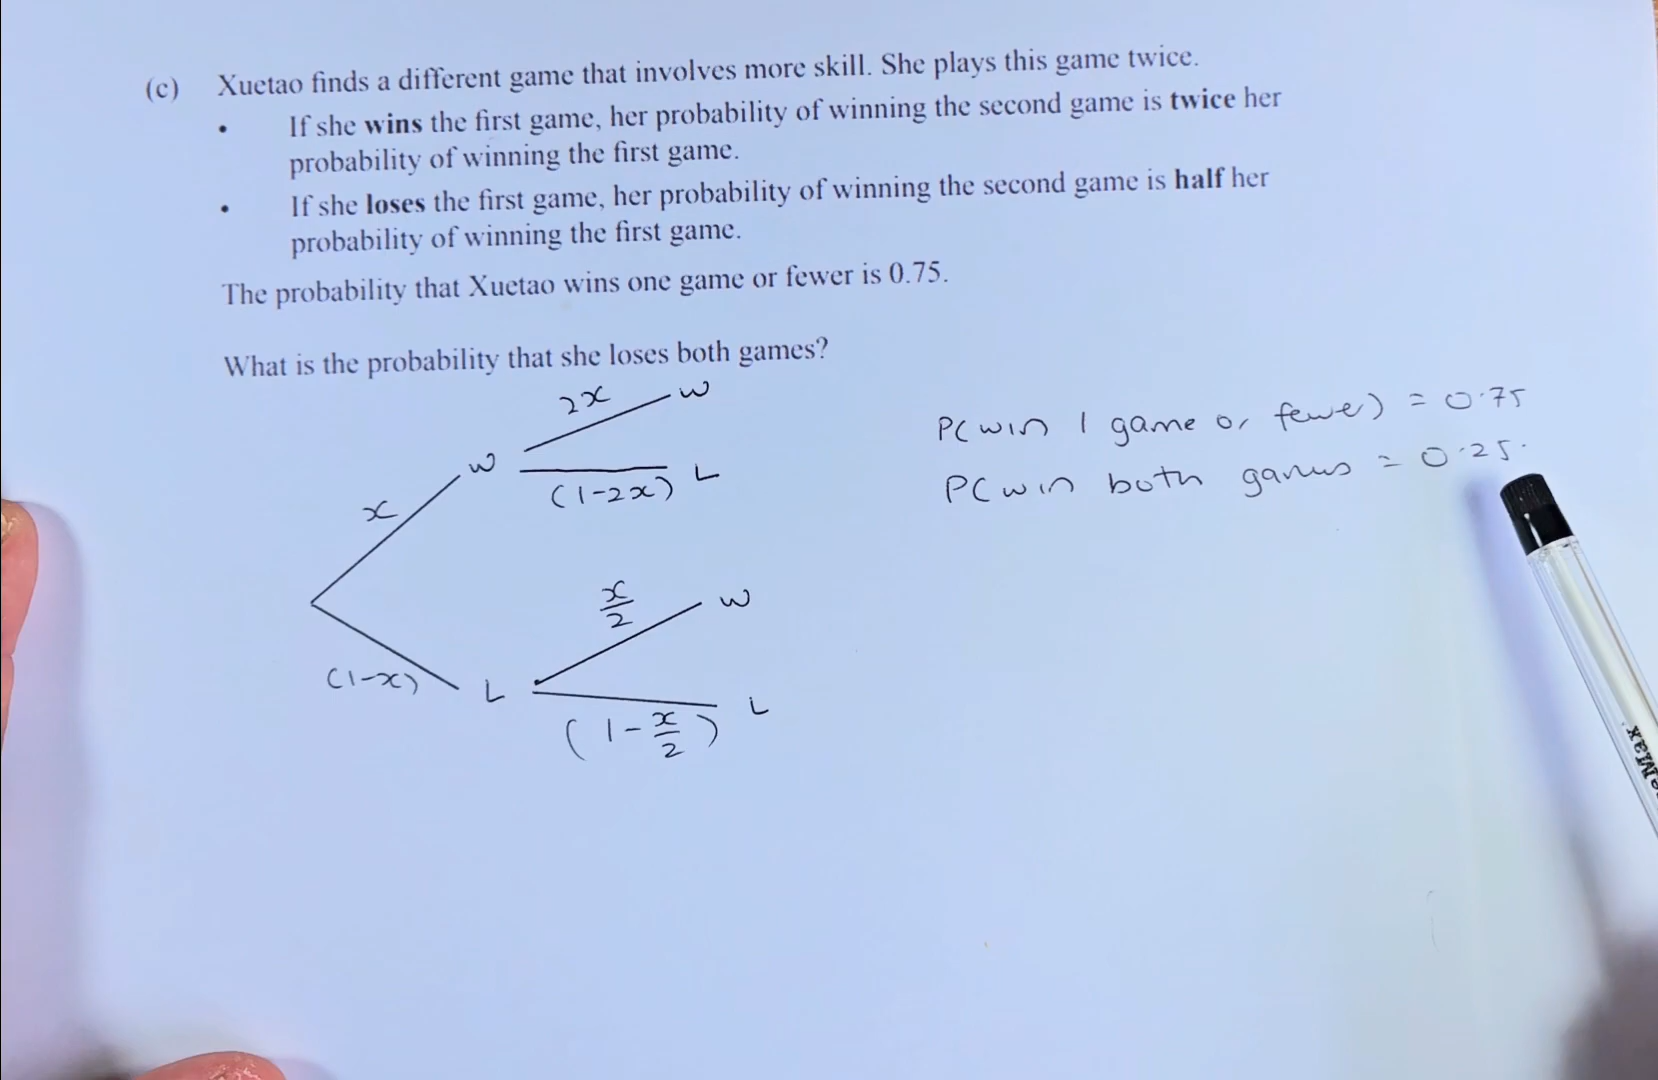 (c) Xuetao finds a different game that involves more skill. She plays this game twice.
• If she wins the first game, her probability of winning the second game is twice her
probability of winning the first game.
• If she loses the first game, her probability of winning the second game is half her
probability of winning the first game.
The probability that Xuetao wins one game or fewer is 0.75.
What is the probability that she loses both games?
2x W
x W
(1-2x) L
P(win 1 game or fewe) = 0.75
P(win both games = 0.25.
x/2 W
(1-x) L
(1-x/2) L